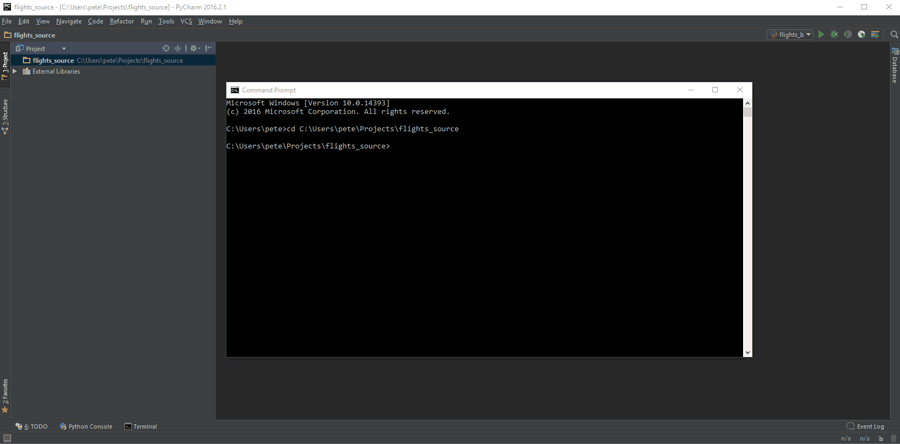 flights_source - [C:\Users\pete\Projects\flights_source] - PyCharm 2016.2.1
File Edit View Navigate Code Refactor Run Tools VCS Window Help
flights_source
flights_b
Project
flights_source C:\Users\pete\Projects\flights_source
External Libraries
1: Project
7: Structure
2: Favorites
Database
Command Prompt
Microsoft Windows [Version 10.0.14393]
(c) 2016 Microsoft Corporation. All rights reserved.
C:\Users\pete>cd C:\Users\pete\Projects\flights_source
C:\Users\pete\Projects\flights_source>
6: TODO Python Console Terminal Event Log
n/a n/a